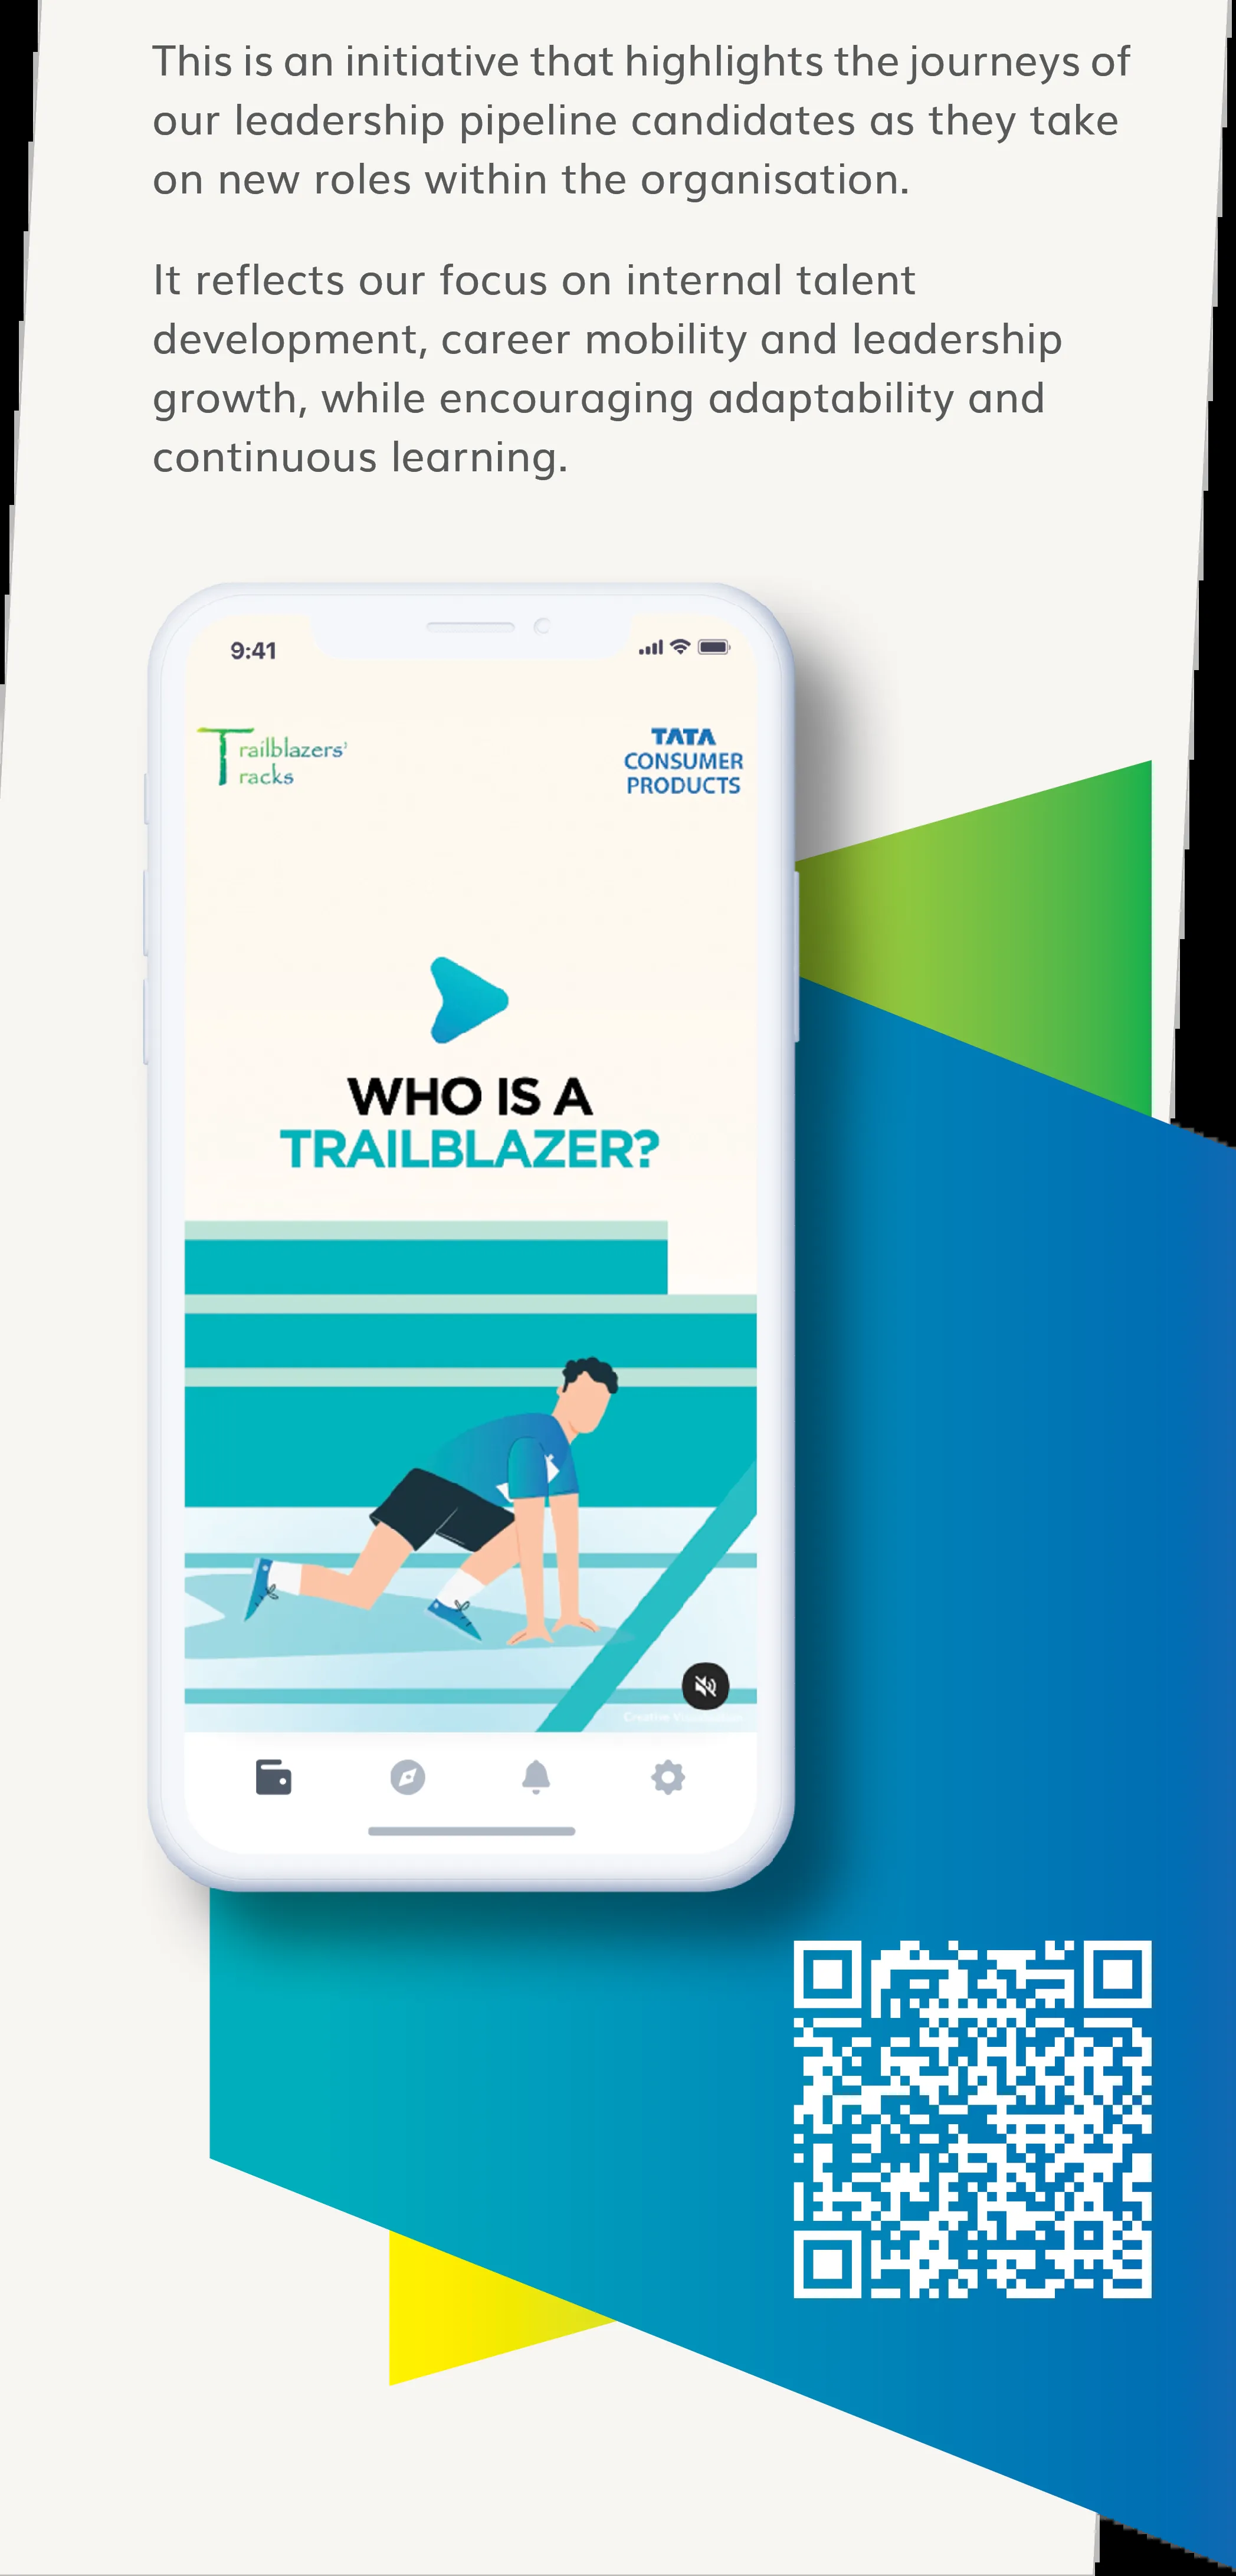 This is an initiative that highlights the journeys of
our leadership pipeline candidates as they take
on new roles within the organisation.
It reflects our focus on internal talent
development, career mobility and leadership
growth, while encouraging adaptability and
continuous learning.
9:41
Trailblazers'
Tracks
TATA
CONSUMER
PRODUCTS
WHO IS A
TRAILBLAZER?
Creative